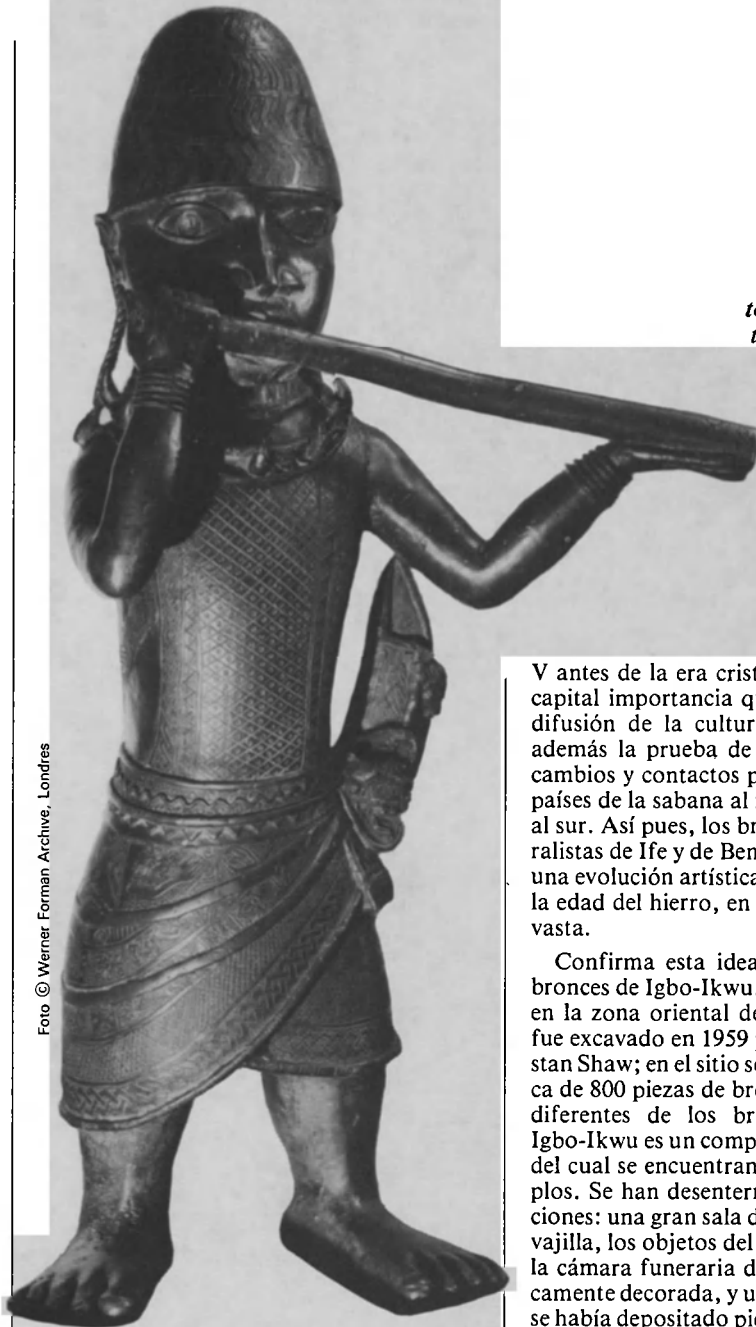 to
t
Foto © Werner Forman Archive, Londres
V antes de la era crist
capital importancia q
difusión de la cultur
además la prueba de
cambios y contactos p
países de la sabana al
al sur. Así pues, los br
ralistas de Ife y de Ben
una evolución artística
la edad del hierro, en
vasta.
Confirma esta idea
bronces de Igbo-Ikwu
en la zona oriental de
fue excavado en 1959
stan Shaw; en el sitio se
ca de 800 piezas de br
diferentes de los br
Igbo-Ikwu es un comp
del cual se encuentran
plos. Se han desenterr
ciones: una gran sala d
vajilla, los objetos del
la cámara funeraria d
camente decorada, y u
se había depositado pi